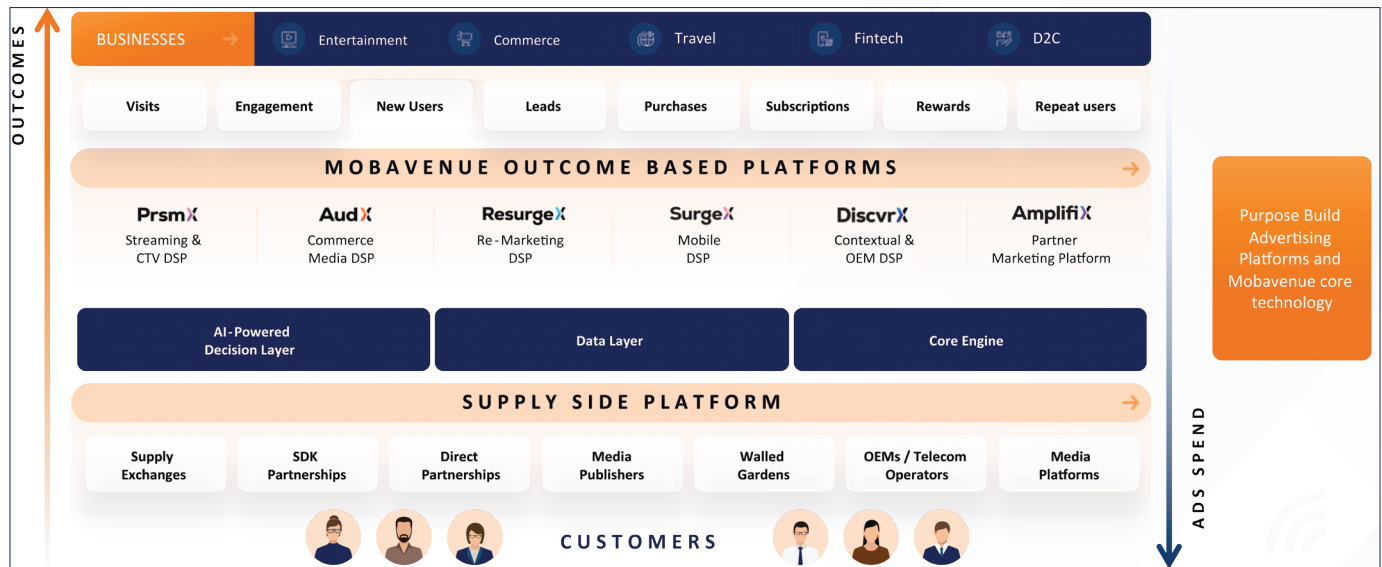 OUTCOMES
BUSINESSES
Entertainment
Commerce
Travel
Fintech
D2C
Visits
Engagement
New Users
Leads
Purchases
Subscriptions
Rewards
Repeat users
MOBAVENUE OUTCOME BASED PLATFORMS
PrsmX
Streaming &
CTV DSP
AudX
Commerce
Media DSP
ResurgeX
Re-Marketing
DSP
SurgeX
Mobile
DSP
DiscvrX
Contextual &
OEM DSP
AmplifiX
Partner
Marketing Platform
AI-Powered
Decision Layer
Data Layer
Core Engine
SUPPLY SIDE PLATFORM
Supply
Exchanges
SDK
Partnerships
Direct
Partnerships
Media
Publishers
Walled
Gardens
OEMs / Telecom
Operators
Media
Platforms
CUSTOMERS
ADS SPEND
Purpose Build
Advertising
Platforms and
Mobavenue core
technology